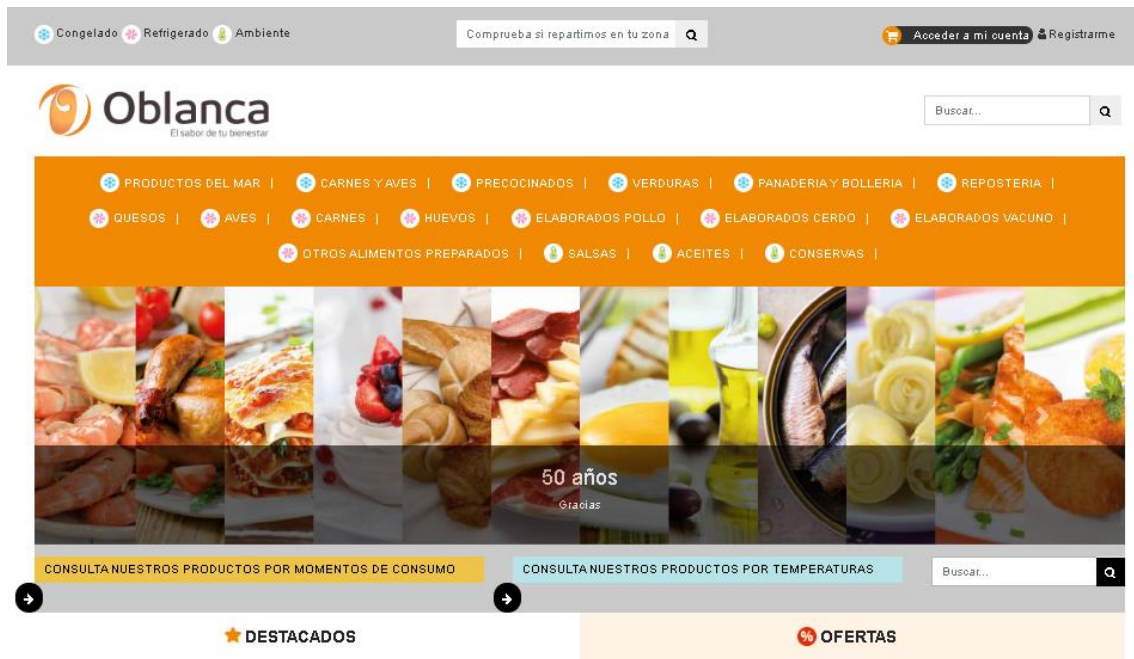 Congelado Refrigerado Ambiente
Comprueba si repartimos en tu zona
Acceder a mi cuenta Registrarme
Oblanca
El sabor de tu bienestar
Buscar...
PRODUCTOS DEL MAR | CARNES Y AVES | PRECOCINADOS | VERDURAS | PANADERIA Y BOLLERIA | REPOSTERIA |
QUESOS | AVES | CARNES | HUEVOS | ELABORADOS POLLO | ELABORADOS CERDO | ELABORADOS VACUNO |
OTROS ALIMENTOS PREPARADOS | SALSAS | ACEITES | CONSERVAS |
50 años
Gracias
CONSULTA NUESTROS PRODUCTOS POR MOMENTOS DE CONSUMO
CONSULTA NUESTROS PRODUCTOS POR TEMPERATURAS
Buscar...
DESTACADOS
% OFERTAS